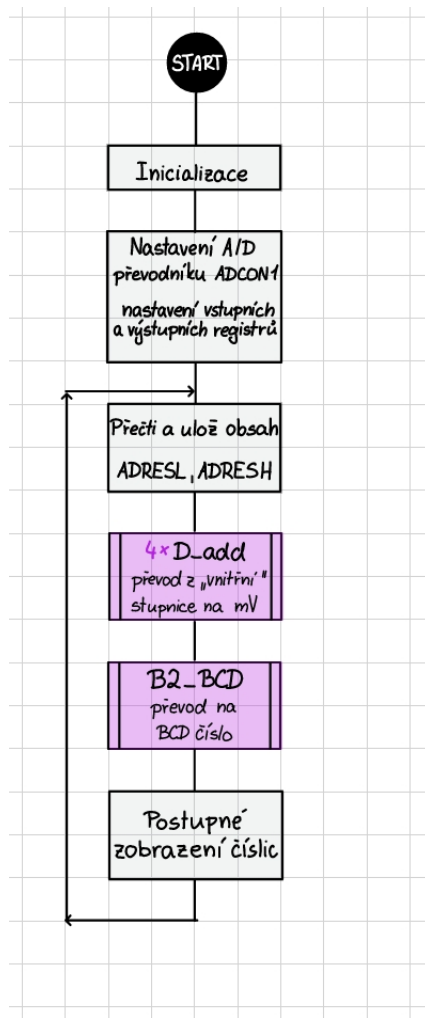 START
Inicializace
Nastavení A/D
převodníku ADCON1
nastavení vstupních
a výstupních registrů
Přečti a ulož obsah
ADRESL, ADRESH
4× D_add
převod z „vnitřní"
stupnice na mV
B2_BCD
převod na
BCD číslo
Postupné
zobrazení číslic